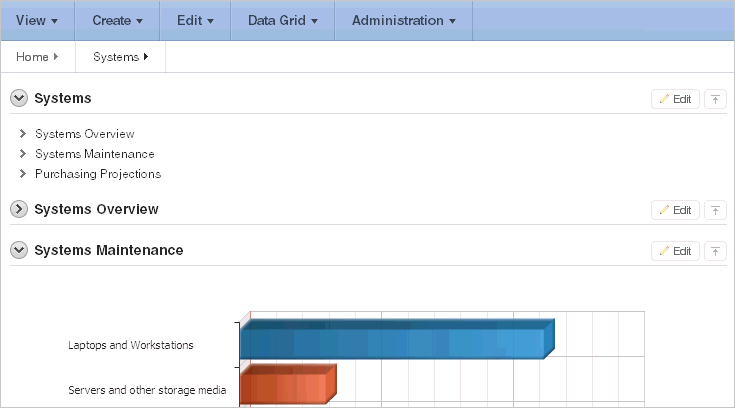 View Create Edit Data Grid Administration
Home Systems
Systems Edit
Systems Overview
Systems Maintenance
Purchasing Projections
Systems Overview Edit
Systems Maintenance Edit
Laptops and Workstations
Servers and other storage media